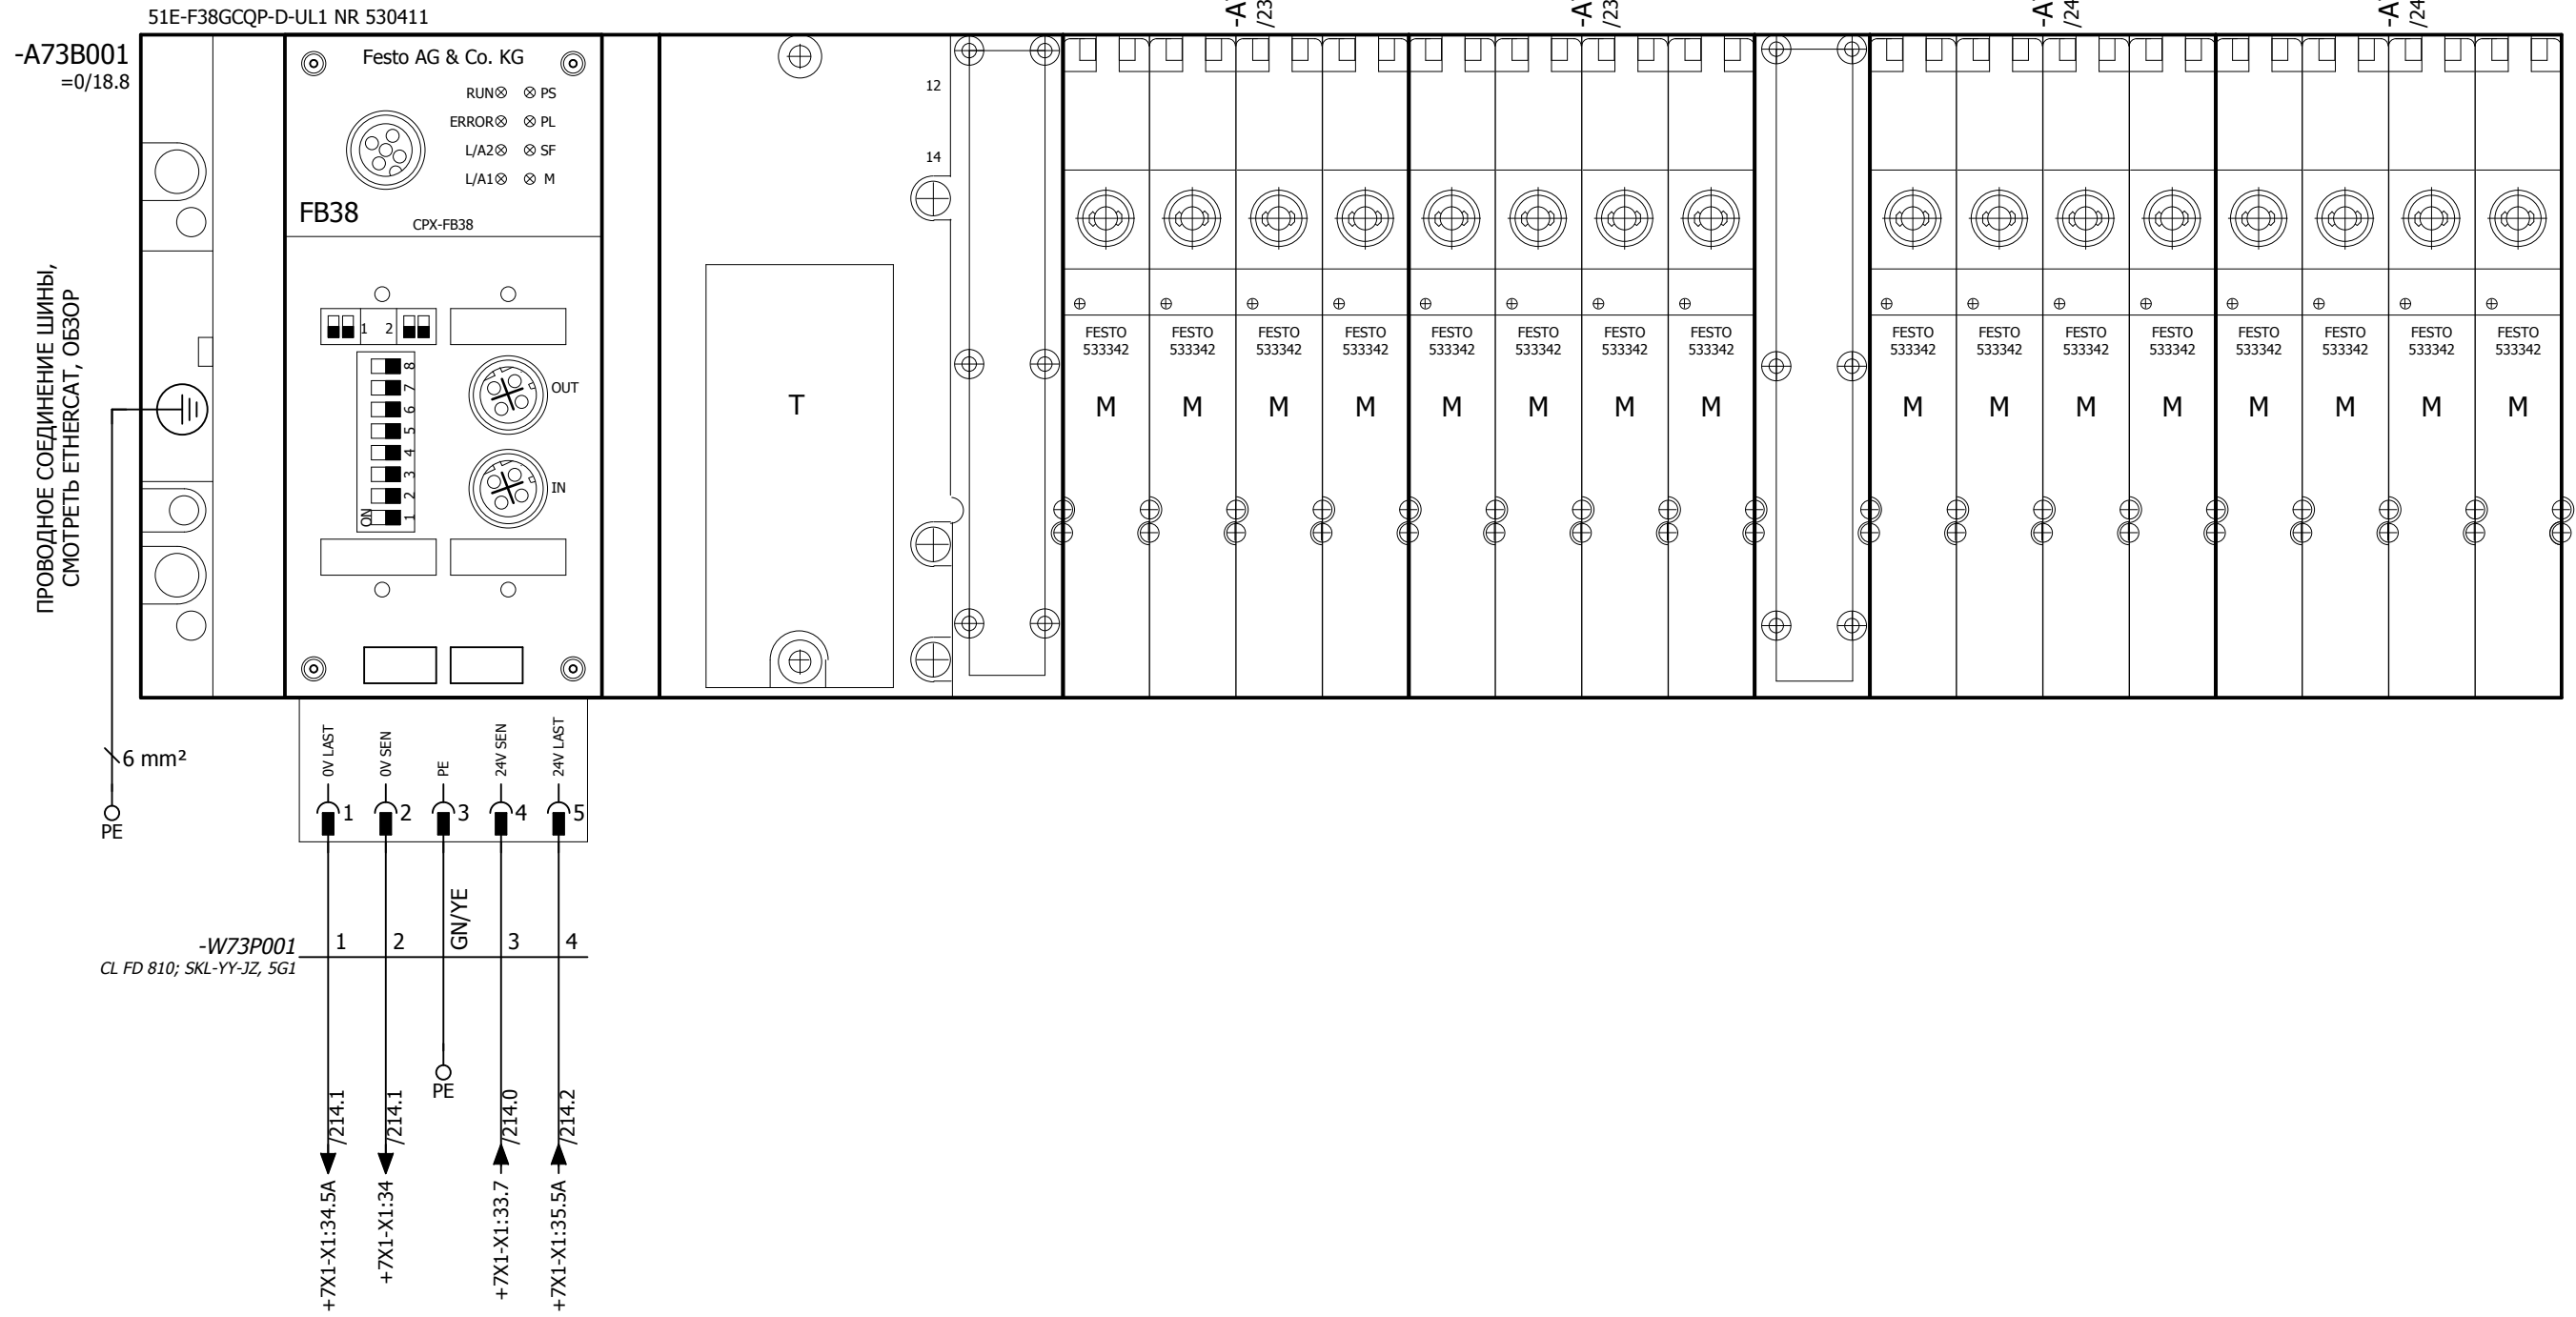 51E-F38GCQP-D-UL1 NR 530411
-A73B001
=0/18.8
Festo AG & Co. KG
RUN PS
ERROR PL
L/A2 SF
L/A1 M
FB38
CPX-FB38
1 2
8
7
6
5
4
3
2
1
ON
OUT
IN
12
14
T
/23
/23
/24
/24
FESTO FESTO FESTO FESTO FESTO FESTO FESTO FESTO FESTO FESTO FESTO FESTO FESTO FESTO FESTO FESTO
533342 533342 533342 533342 533342 533342 533342 533342 533342 533342 533342 533342 533342 533342 533342 533342
M M M M M M M M M M M M M M M M
ПРОВОДНОЕ СОЕДИНЕНИЕ ШИНЫ,
СМОТРЕТЬ ETHERCAT, ОБЗОР
6 mm²
PE
0V LAST
0V SEN
PE
24V SEN
24V LAST
1 2 3 4 5
GN/YE
-W73P001 1 2 3 4
CL FD 810; SKL-YY-JZ, 5G1
PE
/214.1
/214.1
/214.0
/214.2
+7X1-X1:34.5A
+7X1-X1:34
+7X1-X1:33.7
+7X1-X1:35.5A